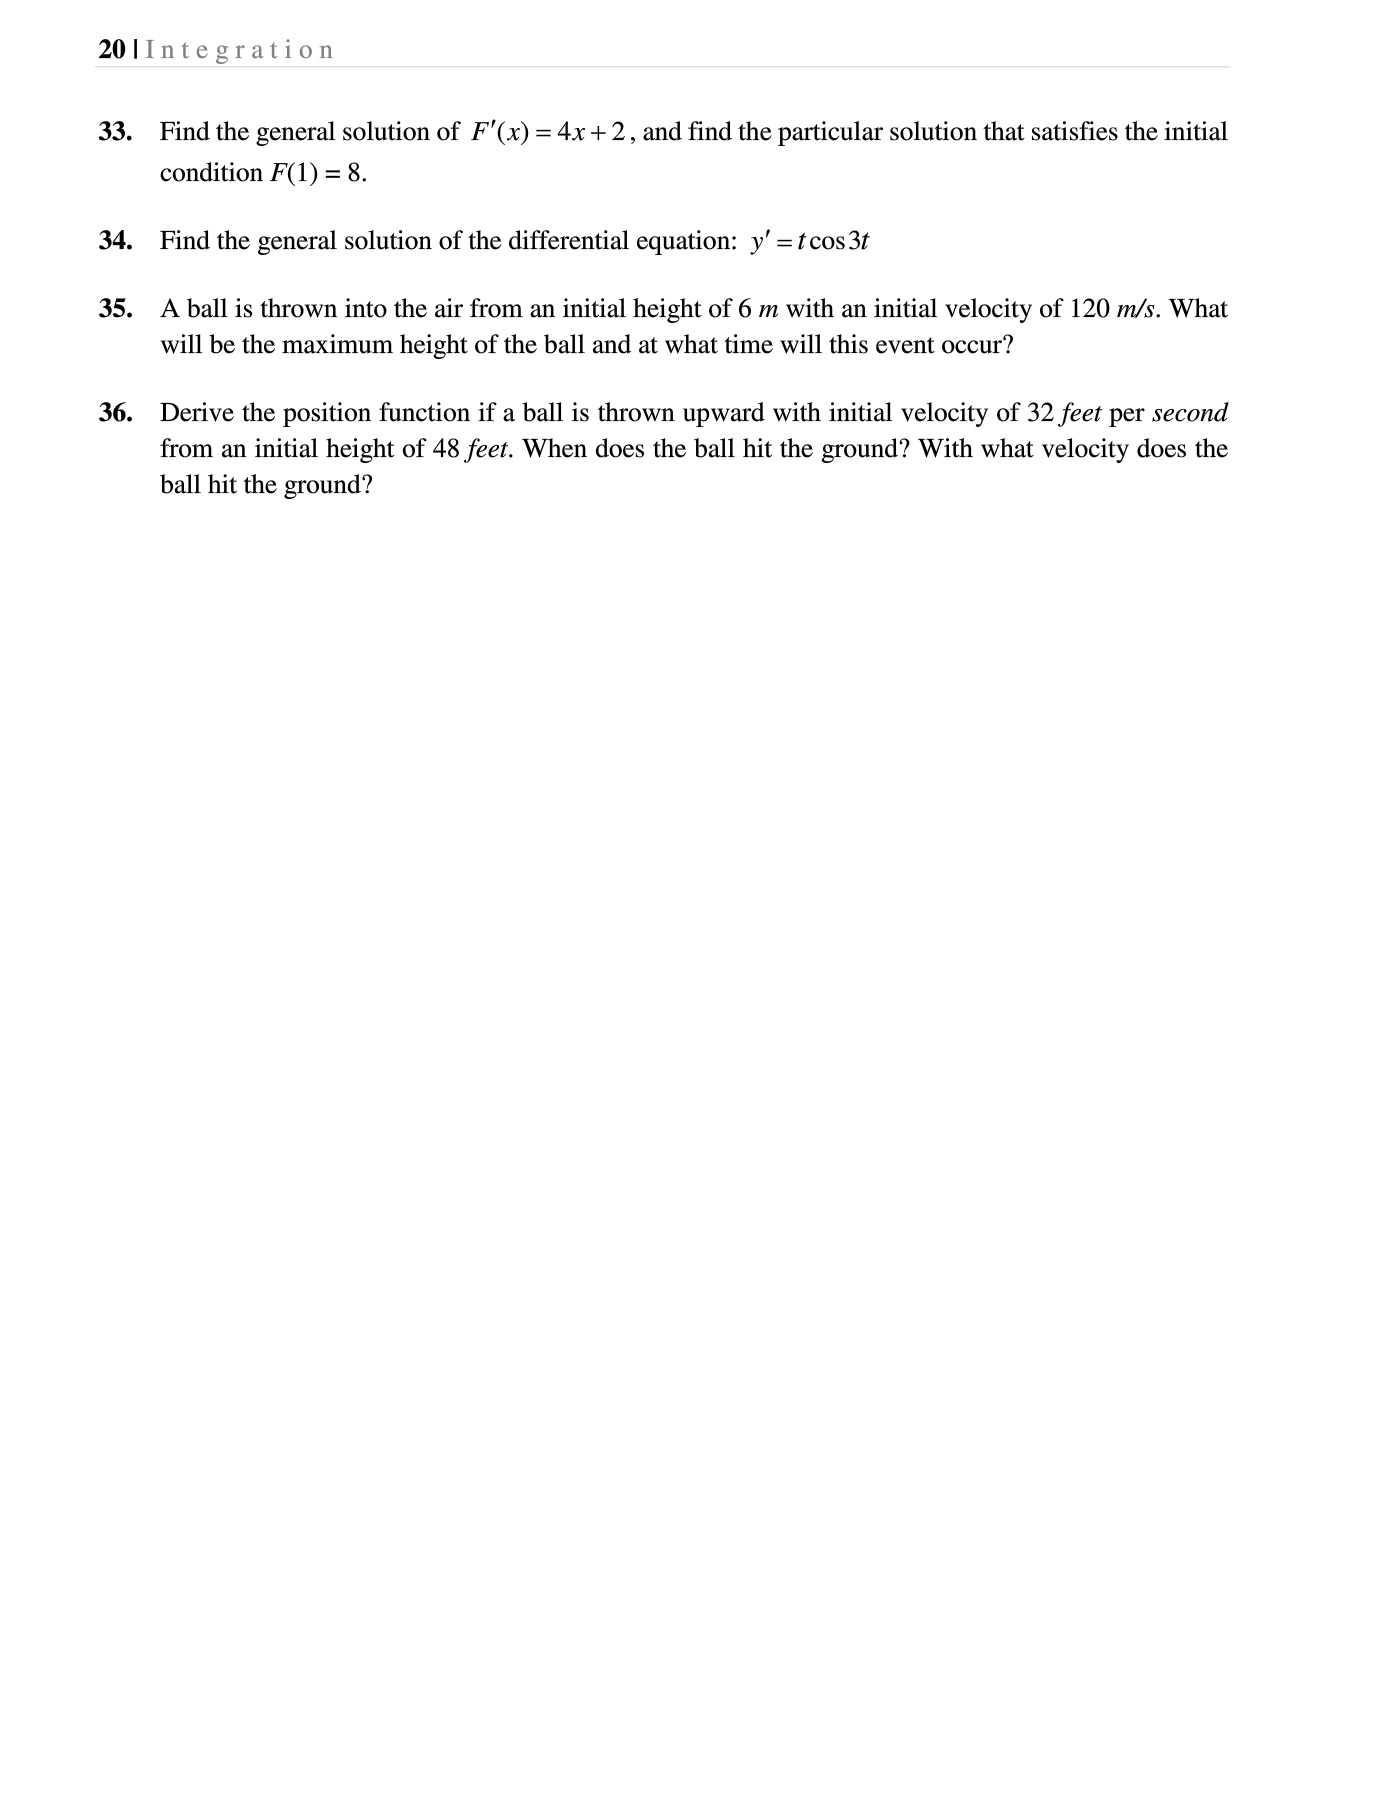 20 | I n t e g r a t i o n
33. Find the general solution of F′(x) = 4x + 2, and find the particular solution that satisfies the initial
condition F(1) = 8.
34. Find the general solution of the differential equation: y′ = t cos 3t
35. A ball is thrown into the air from an initial height of 6 m with an initial velocity of 120 m/s. What
will be the maximum height of the ball and at what time will this event occur?
36. Derive the position function if a ball is thrown upward with initial velocity of 32 feet per second
from an initial height of 48 feet. When does the ball hit the ground? With what velocity does the
ball hit the ground?